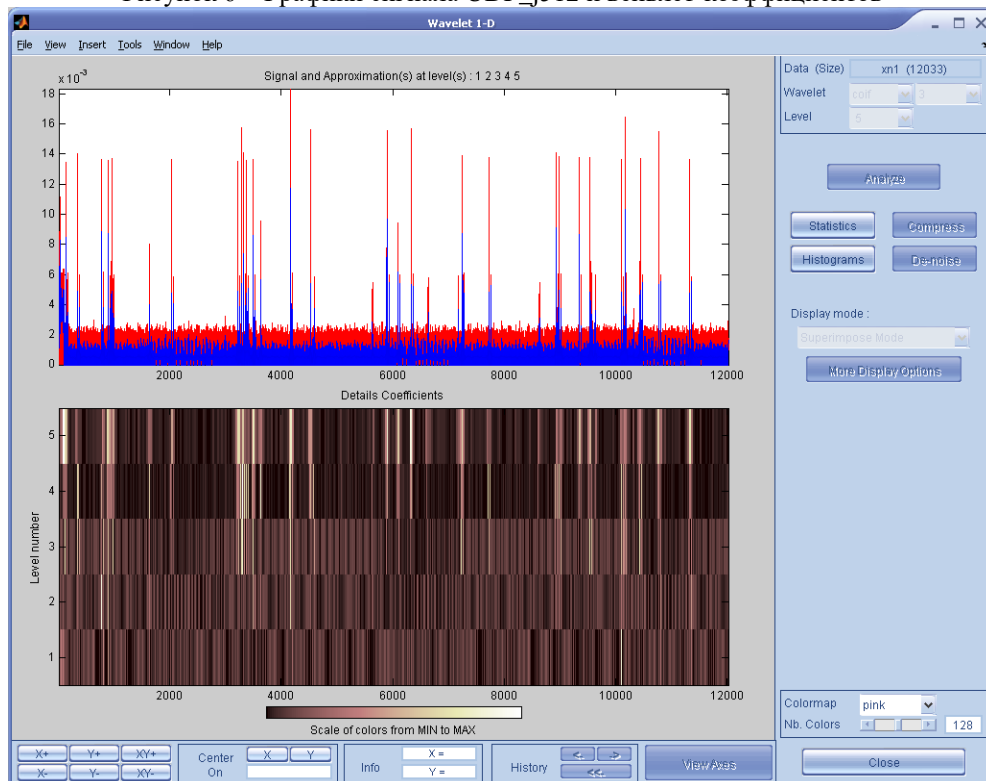 Wavelet 1-D
File View Insert Tools Window Help
Data (Size) xn1 (12033)
Wavelet coif 3
Level 5
Analyze
Statistics Compress
Histograms De-noise
Display mode :
Superimpose Mode
More Display Options
x 10^-3
Signal and Approximation(s) at level(s) : 1 2 3 4 5
18
16
14
12
10
8
6
4
2
0
2000 4000 6000 8000 10000 12000
Details Coefficients
Level number
5
4
3
2
1
2000 4000 6000 8000 10000 12000
Scale of colors from MIN to MAX
Colormap pink
Nb. Colors 128
X+ Y+ XY+
X- Y- XY-
Center On X Y
Info X = Y =
History <- -> <<-
View Axes
Close